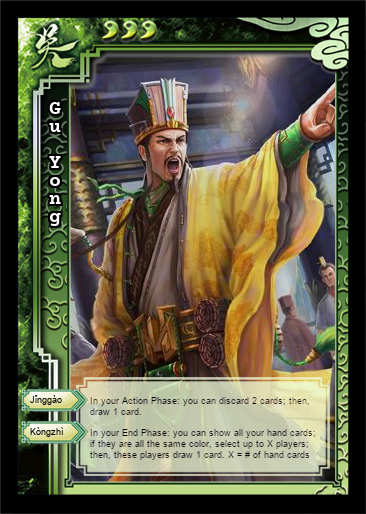 吳
Gu Yong
Jǐnggào
In your Action Phase: you can discard 2 cards; then,
draw 1 card.
Kòngzhì
In your End Phase: you can show all your hand cards;
if they are all the same color, select up to X players;
then, these players draw 1 card. X = # of hand cards